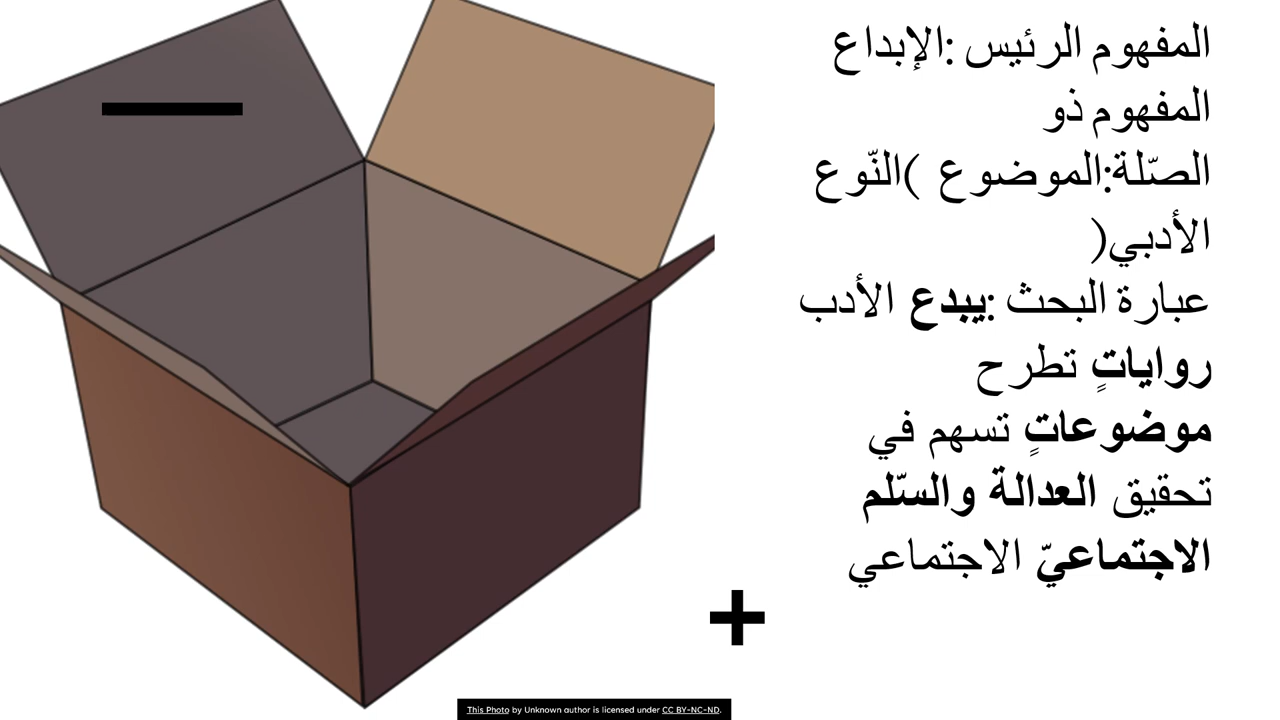 المفهوم الرئيس :الإبداع
المفهوم ذو
الصّلة:الموضوع )النّوع
الأدبي(
عبارة البحث :يبدع الأدب
رواياتٍ تطرح
موضوعاتٍ تسهم في
تحقيق العدالة والسّلم
الاجتماعيّ الاجتماعي
This Photo by Unknown author is licensed under CC BY-NC-ND.